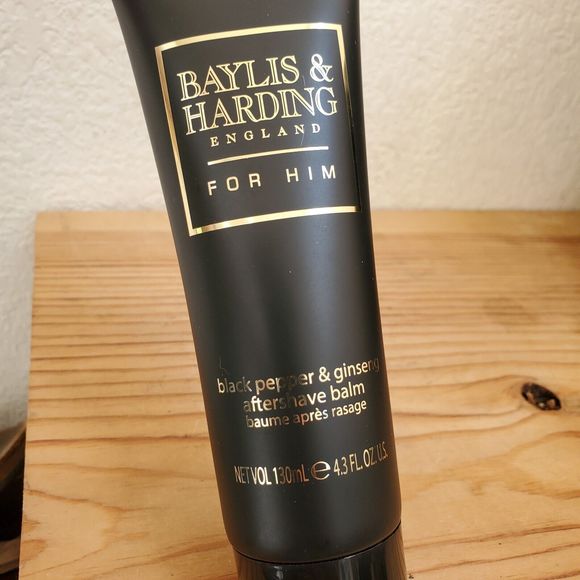 BAYLIS &
HARDING
ENGLAND
FOR HIM
black pepper & ginseng
aftershave balm
baume après rasage
NET VOL 130mL e 4.3 FL.OZ.U.S.